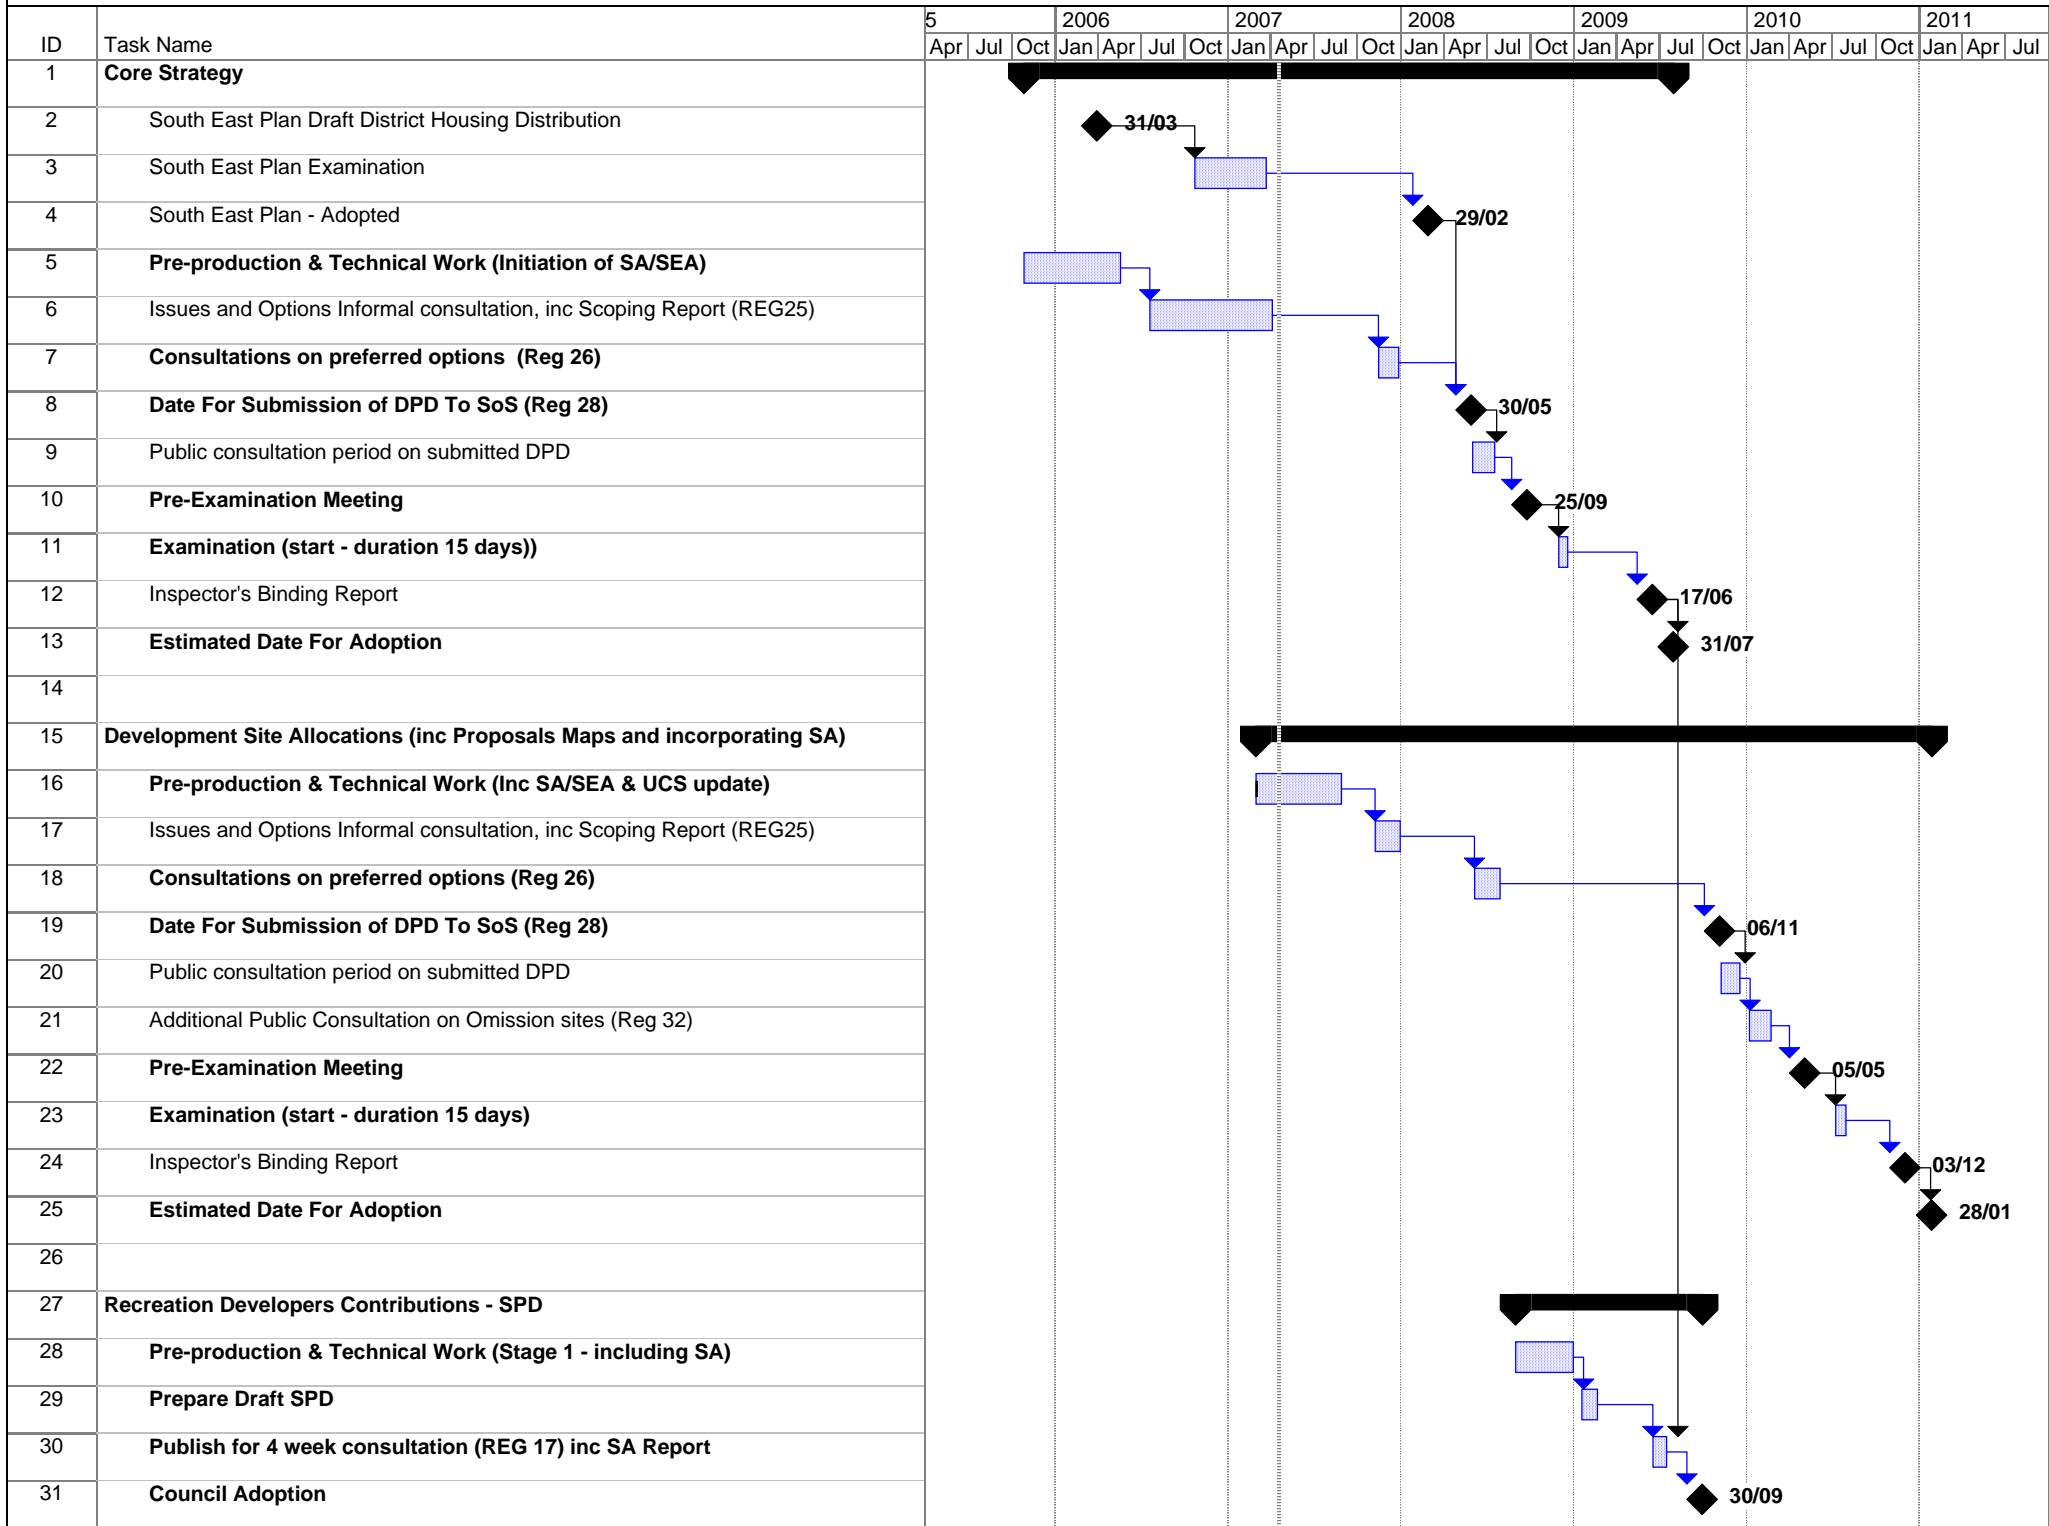 5 2006 2007 2008 2009 2010 2011
ID Task Name Apr Jul Oct Jan Apr Jul Oct Jan Apr Jul Oct Jan Apr Jul Oct Jan Apr Jul Oct Jan Apr Jul Oct Jan Apr Jul
1 Core Strategy
2 South East Plan Draft District Housing Distribution 31/03
3 South East Plan Examination
4 South East Plan - Adopted 29/02
5 Pre-production & Technical Work (Initiation of SA/SEA)
6 Issues and Options Informal consultation, inc Scoping Report (REG25)
7 Consultations on preferred options (Reg 26)
8 Date For Submission of DPD To SoS (Reg 28) 30/05
9 Public consultation period on submitted DPD
10 Pre-Examination Meeting 25/09
11 Examination (start - duration 15 days))
12 Inspector's Binding Report 17/06
13 Estimated Date For Adoption 31/07
14
15 Development Site Allocations (inc Proposals Maps and incorporating SA)
16 Pre-production & Technical Work (Inc SA/SEA & UCS update)
17 Issues and Options Informal consultation, inc Scoping Report (REG25)
18 Consultations on preferred options (Reg 26)
19 Date For Submission of DPD To SoS (Reg 28) 06/11
20 Public consultation period on submitted DPD
21 Additional Public Consultation on Omission sites (Reg 32)
22 Pre-Examination Meeting 05/05
23 Examination (start - duration 15 days)
24 Inspector's Binding Report 03/12
25 Estimated Date For Adoption 28/01
26
27 Recreation Developers Contributions - SPD
28 Pre-production & Technical Work (Stage 1 - including SA)
29 Prepare Draft SPD
30 Publish for 4 week consultation (REG 17) inc SA Report
31 Council Adoption 30/09